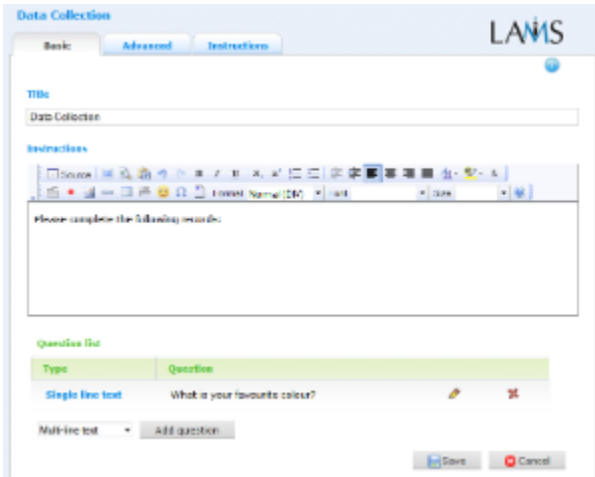 Data Collection
LAMS
Basic Advanced Instructions
Title
Data Collection
Instructions
Source
Format Normal (DIV) Font Size
Please complete the following records:
Question list
Type Question
Single line text What is your favourite colour?
Multi-line text Add question
Save Cancel